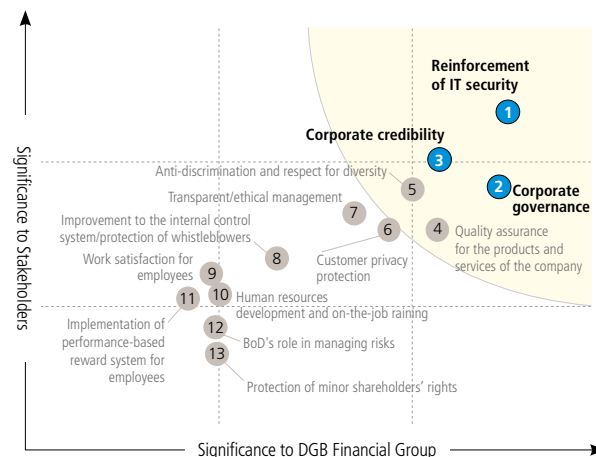 Reinforcement
of IT security
1
Corporate credibility
3
Anti-discrimination and respect for diversity
5
2
Corporate
governance
Transparent/ethical management
7
Improvement to the internal control
system/protection of whistleblowers
6
4
Quality assurance
for the products and
services of the company
8
Customer privacy
protection
Work satisfaction for
employees
9
10
Human resources
development and on-the-job raining
11
Implementation of
performance-based
reward system for
employees
12
BoD's role in managing risks
13
Protection of minor shareholders' rights
Significance to Stakeholders
Significance to DGB Financial Group